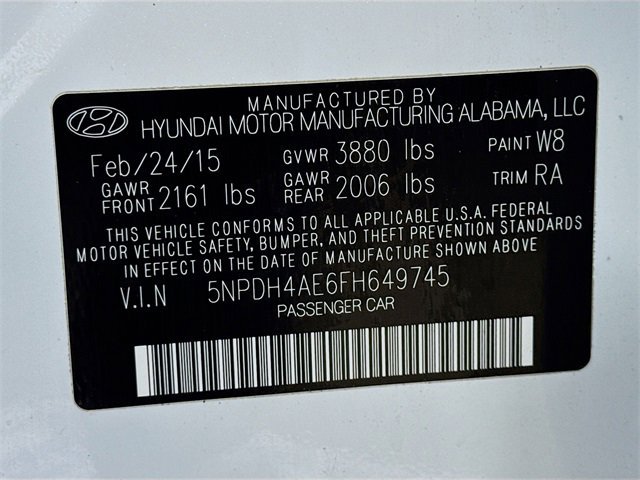 MANUFACTURED BY
HYUNDAI MOTOR MANUFACTURING ALABAMA, LLC
Feb/24/15 GVWR 3880 lbs PAINT W8
GAWR FRONT 2161 lbs GAWR REAR 2006 lbs TRIM RA
THIS VEHICLE CONFORMS TO ALL APPLICABLE U.S.A. FEDERAL
MOTOR VEHICLE SAFETY, BUMPER, AND THEFT PREVENTION STANDARDS
IN EFFECT ON THE DATE OF MANUFACTURE SHOWN ABOVE
V.I.N 5NPDH4AE6FH649745
PASSENGER CAR